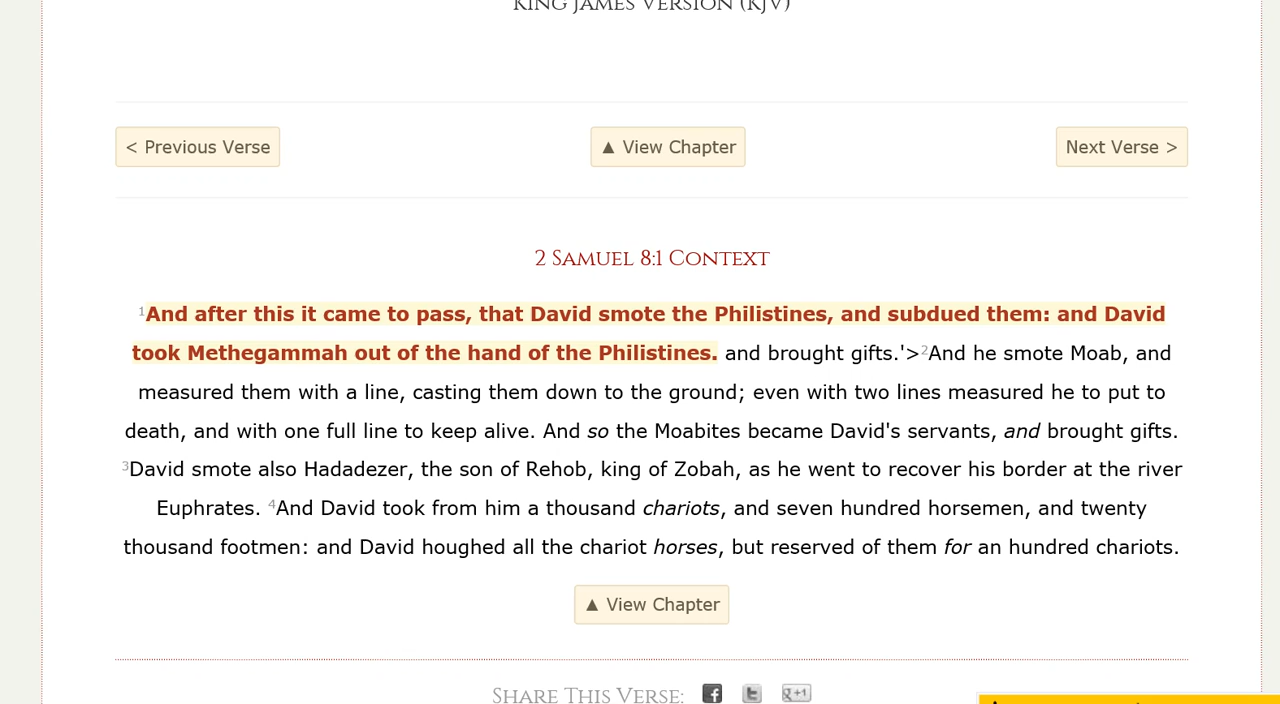 King James Version (KJV)
< Previous Verse
▲ View Chapter
Next Verse >
2 Samuel 8:1 Context
1And after this it came to pass, that David smote the Philistines, and subdued them: and David
took Methegammah out of the hand of the Philistines. and brought gifts.'>2And he smote Moab, and
measured them with a line, casting them down to the ground; even with two lines measured he to put to
death, and with one full line to keep alive. And so the Moabites became David's servants, and brought gifts.
3David smote also Hadadezer, the son of Rehob, king of Zobah, as he went to recover his border at the river
Euphrates. 4And David took from him a thousand chariots, and seven hundred horsemen, and twenty
thousand footmen: and David houghed all the chariot horses, but reserved of them for an hundred chariots.
▲ View Chapter
Share This Verse:
g+1